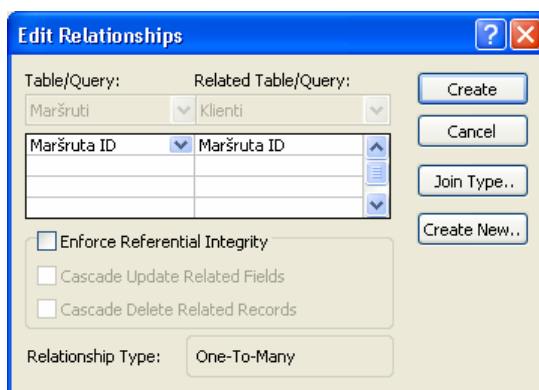 Edit Relationships
Table/Query: Related Table/Query:
Maršruti Klienti
Maršruta ID Maršruta ID
Enforce Referential Integrity
Cascade Update Related Fields
Cascade Delete Related Records
Relationship Type: One-To-Many
Create
Cancel
Join Type..
Create New..